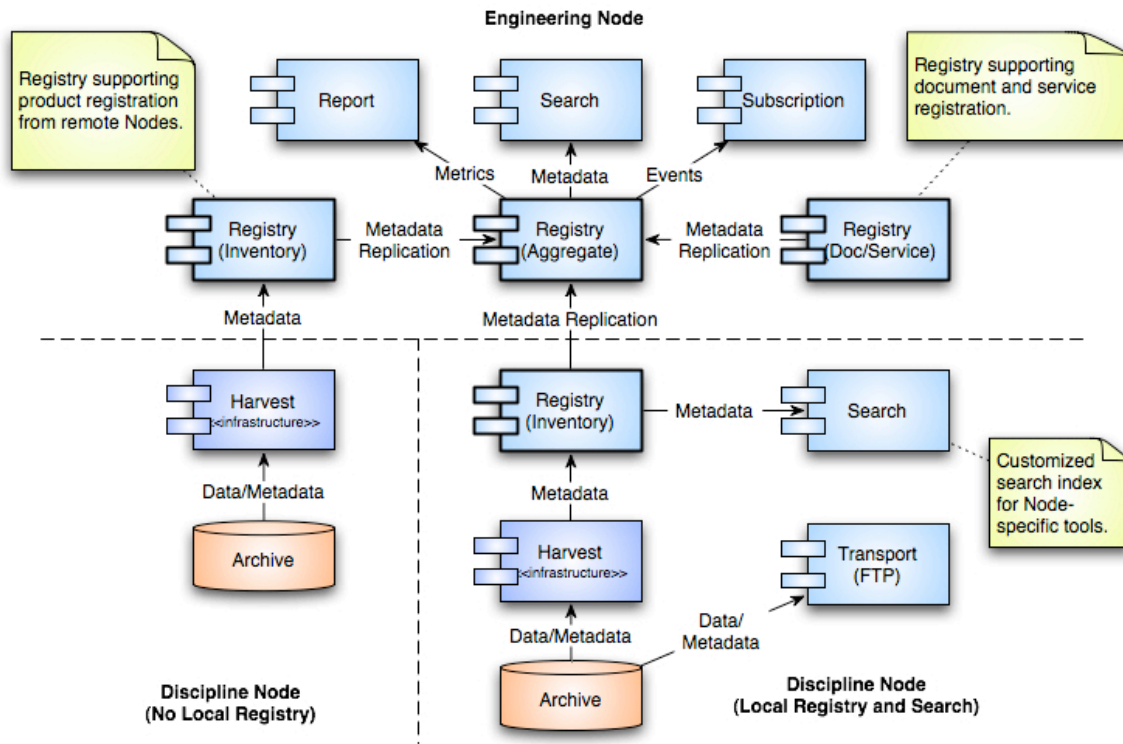 Engineering Node
Registry supporting
product registration
from remote Nodes.
Report
Search
Subscription
Registry supporting
document and service
registration.
Metrics
Metadata
Events
Registry
(Inventory)
Metadata
Replication
Registry
(Aggregate)
Metadata
Replication
Registry
(Doc/Service)
Metadata
Metadata Replication
Harvest
<<infrastructure>>
Registry
(Inventory)
Metadata
Search
Data/Metadata
Metadata
Customized
search index
for Node-
specific tools.
Archive
Harvest
<<infrastructure>>
Transport
(FTP)
Data/Metadata
Data/
Metadata
Archive
Discipline Node
(No Local Registry)
Discipline Node
(Local Registry and Search)